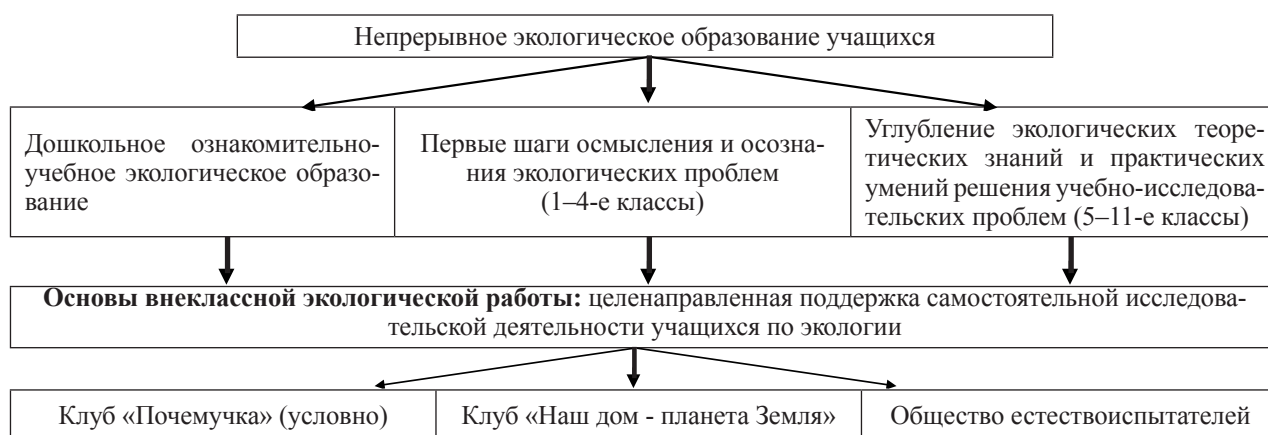 Непрерывное экологическое образование учащихся
Дошкольное ознакомительно-
учебное экологическое образо-
вание
Первые шаги осмысления и осозна-
ния экологических проблем
(1–4-е классы)
Углубление экологических теоре-
тических знаний и практических
умений решения учебно-исследова-
тельских проблем (5–11-е классы)
Основы внеклассной экологической работы: целенаправленная поддержка самостоятельной исследова-
тельской деятельности учащихся по экологии
Клуб «Почемучка» (условно)
Клуб «Наш дом - планета Земля»
Общество естествоиспытателей